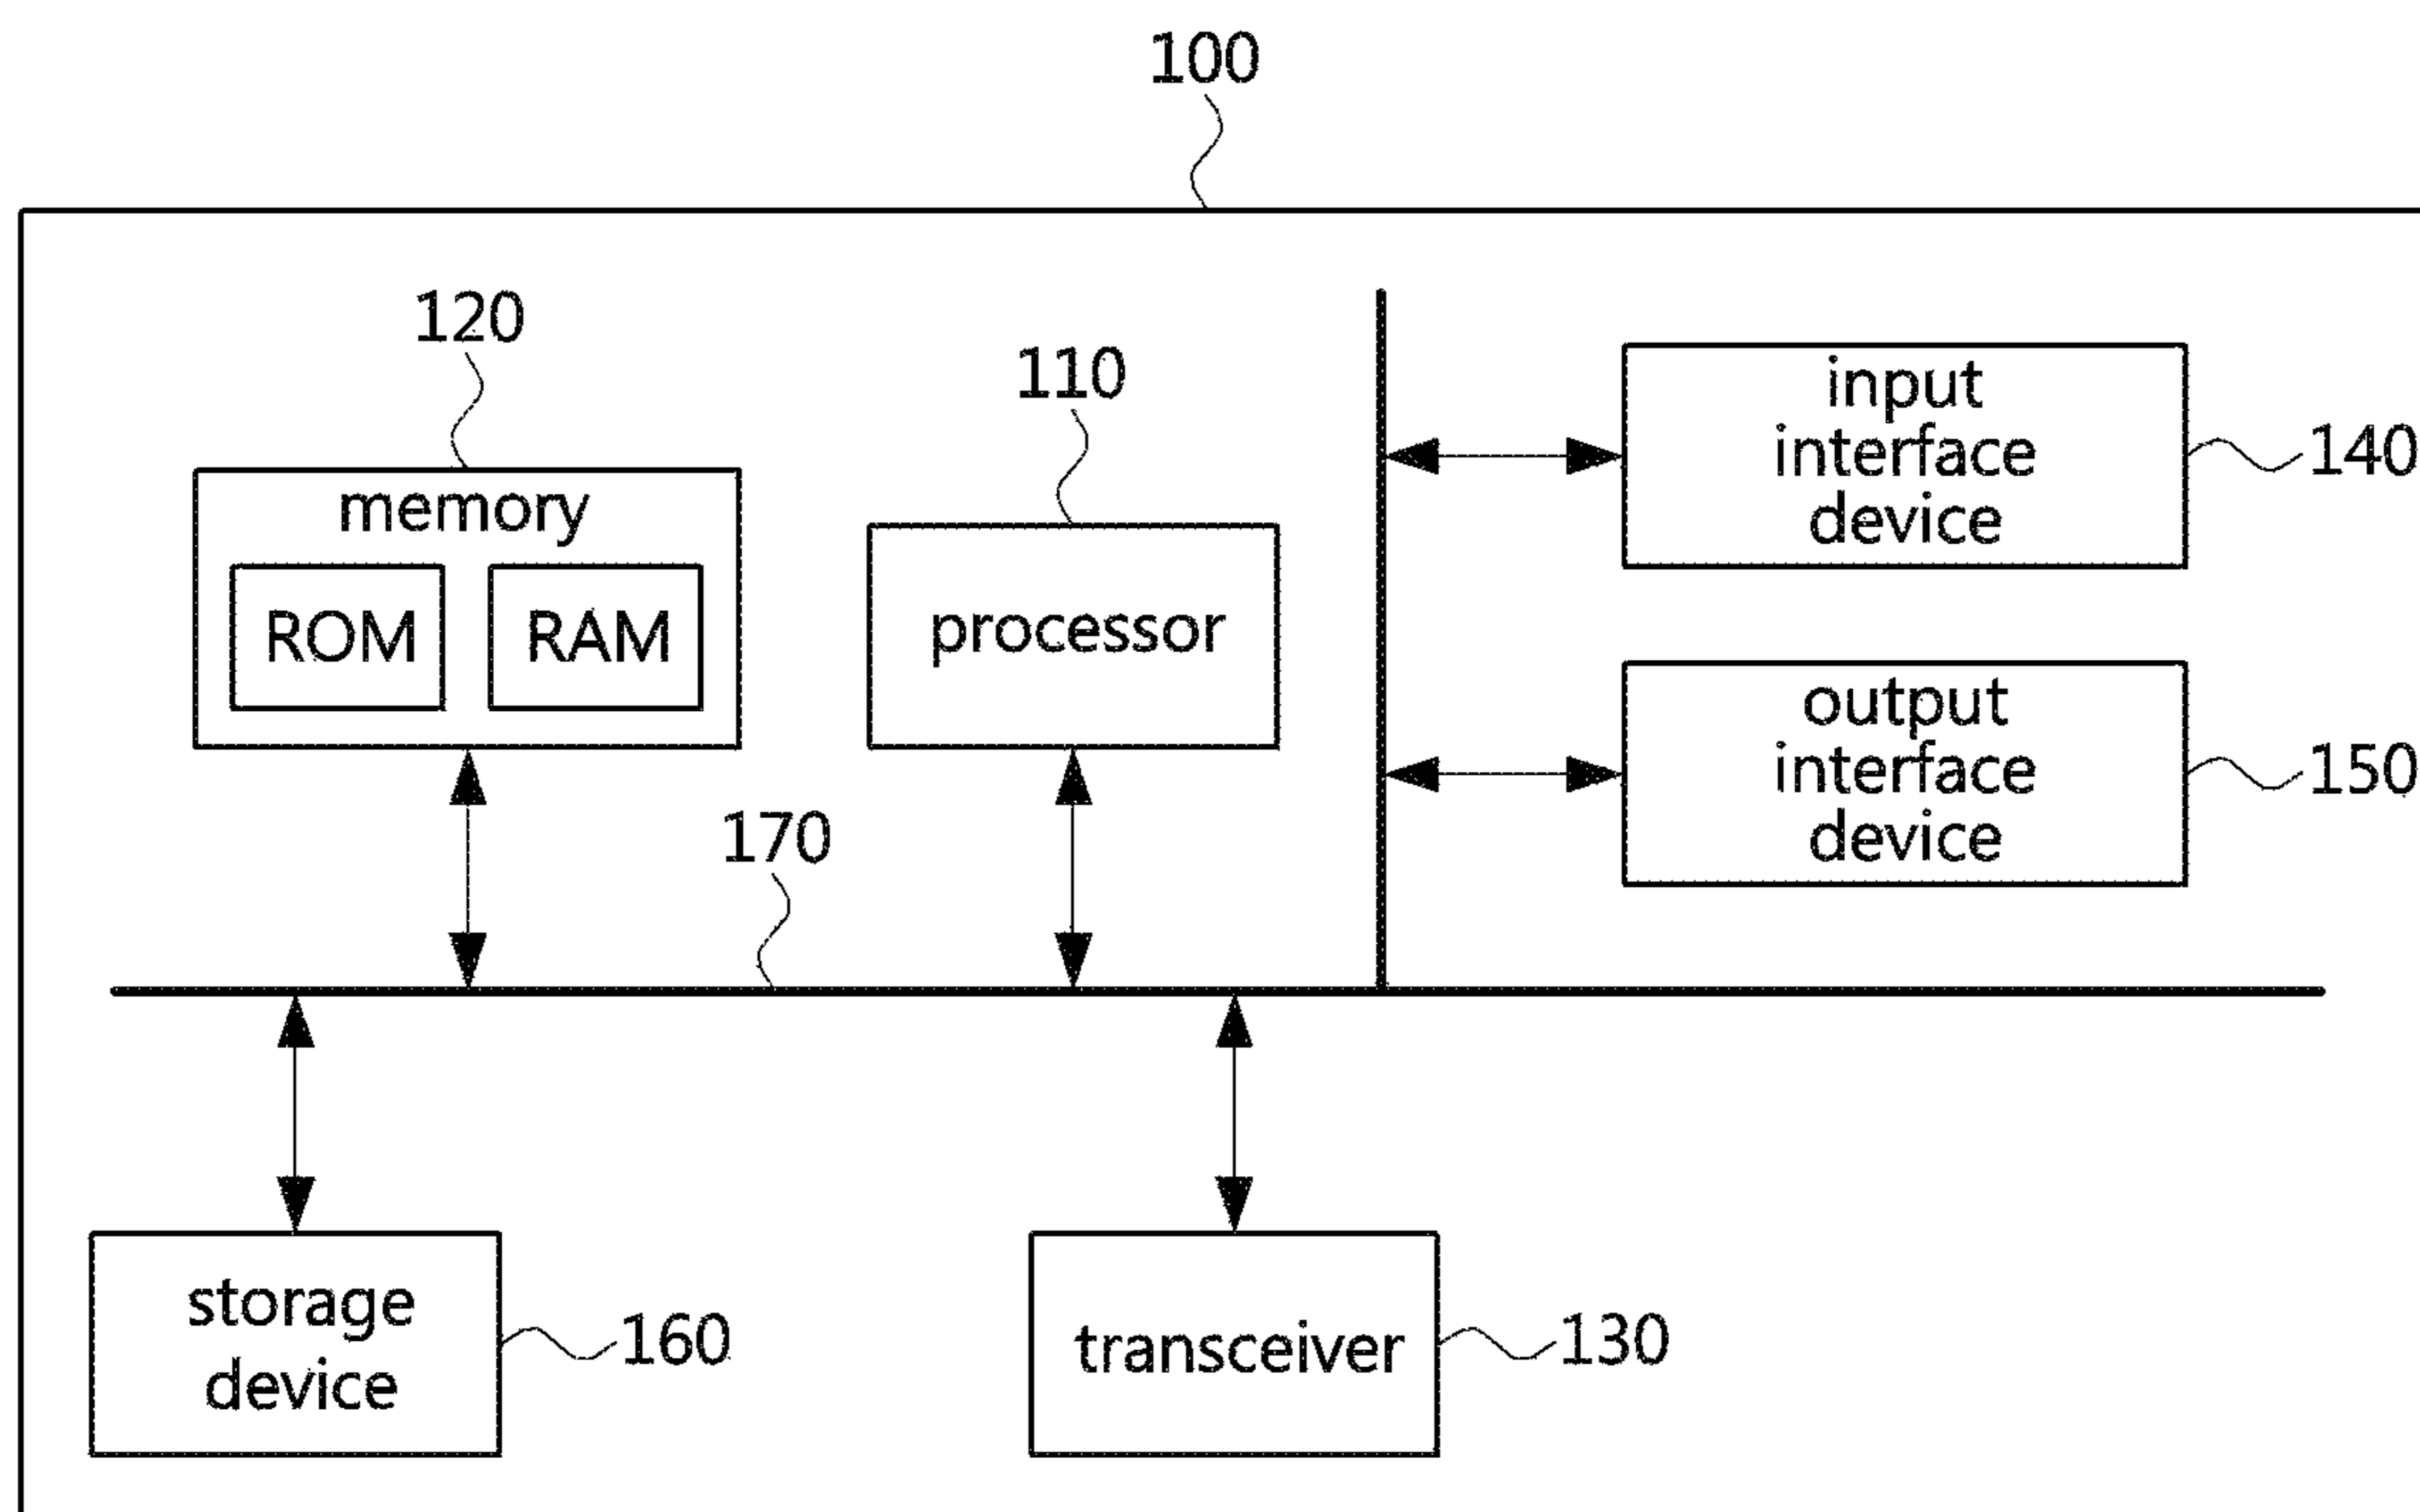 100
120
110
memory
ROM
RAM
processor
input
interface
device
140
output
interface
device
150
170
storage
device
160
transceiver
130